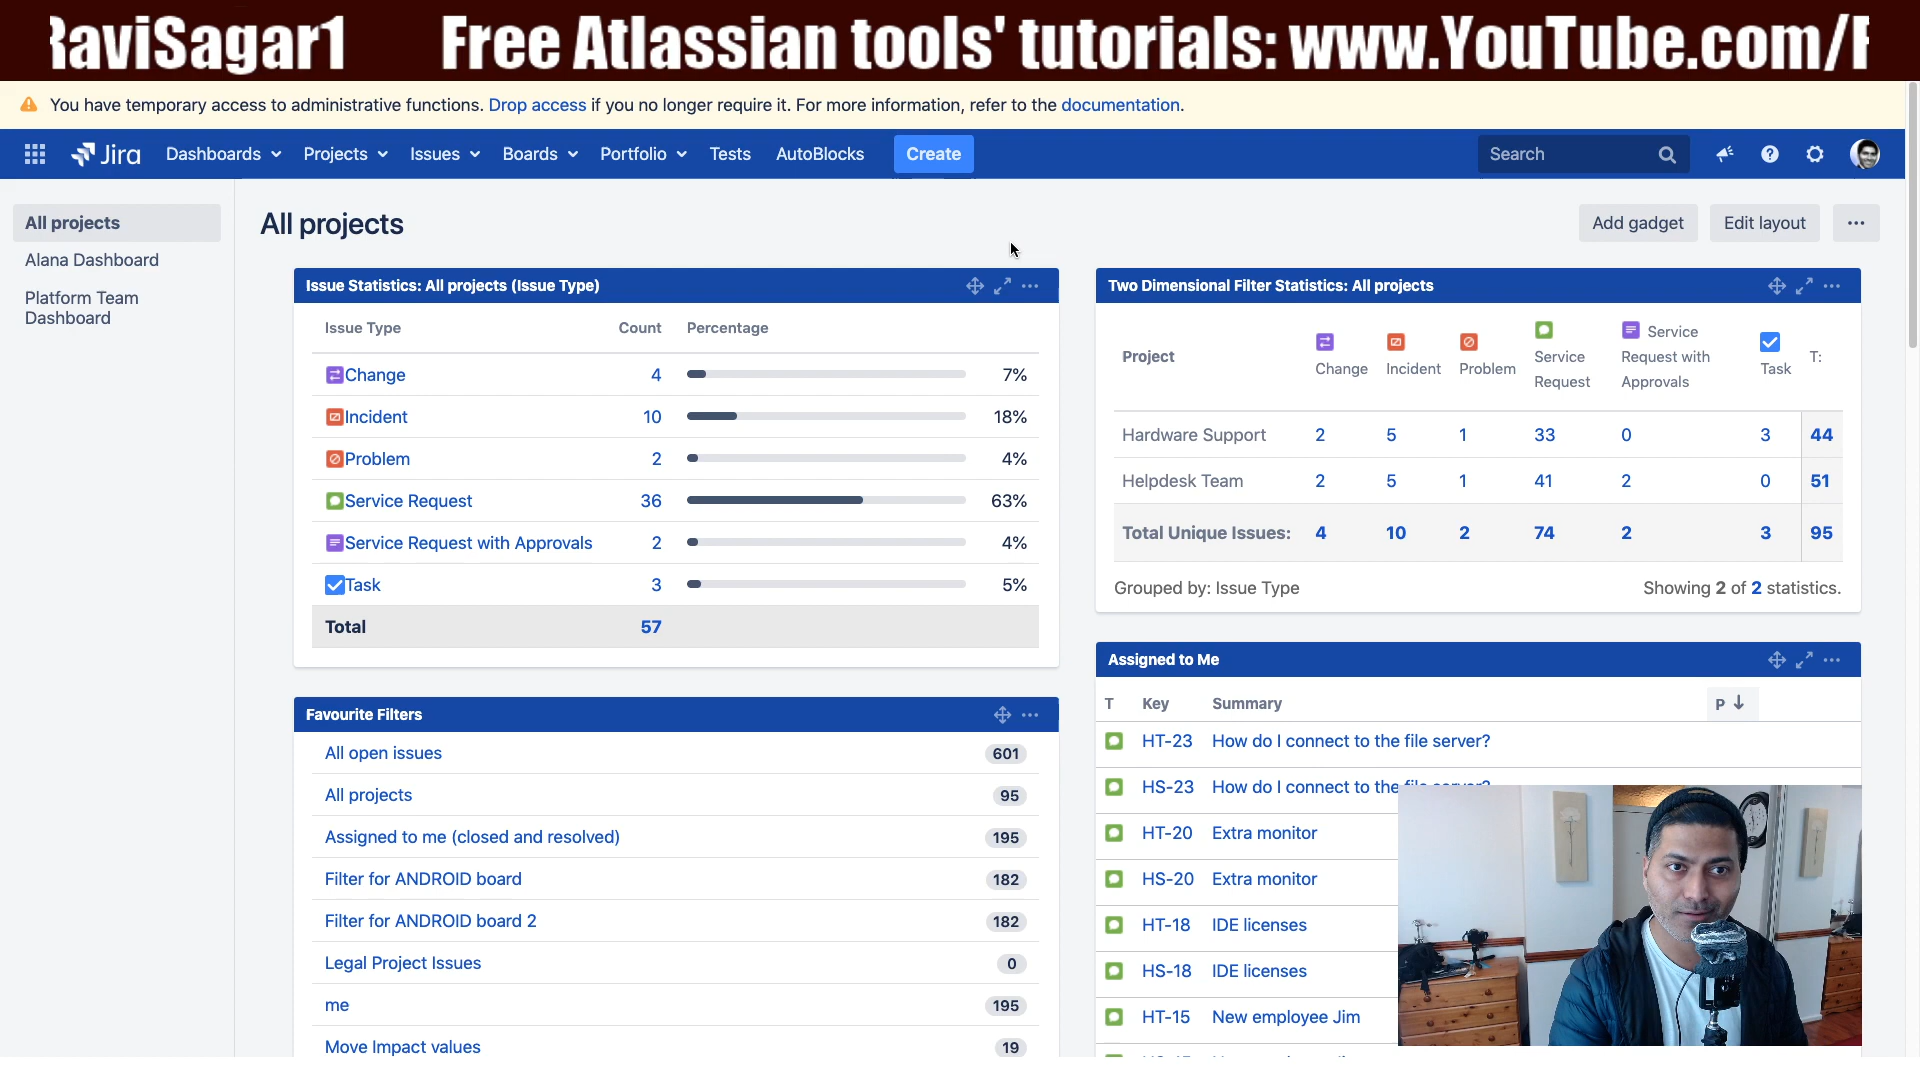 RaviSagar1 Free Atlassian tools' tutorials: www.YouTube.com/
You have temporary access to administrative functions. Drop access if you no longer require it. For more information, refer to the documentation.
Jira Dashboards Projects Issues Boards Portfolio Tests AutoBlocks Create Search
All projects
Alana Dashboard
Platform Team
Dashboard
All projects
Add gadget Edit layout
Issue Statistics: All projects (Issue Type)
Issue Type Count Percentage
Change 4 7%
Incident 10 18%
Problem 2 4%
Service Request 36 63%
Service Request with Approvals 2 4%
Task 3 5%
Total 57
Favourite Filters
All open issues 601
All projects 95
Assigned to me (closed and resolved) 195
Filter for ANDROID board 182
Filter for ANDROID board 2 182
Legal Project Issues 0
me 195
Move Impact values 19
Two Dimensional Filter Statistics: All projects
Project Change Incident Problem Service Request Service Request with Approvals Task T:
Hardware Support 2 5 1 33 0 3 44
Helpdesk Team 2 5 1 41 2 0 51
Total Unique Issues: 4 10 2 74 2 3 95
Grouped by: Issue Type Showing 2 of 2 statistics.
Assigned to Me
T Key Summary P
HT-23 How do I connect to the file server?
HS-23 How do I connect to the file server?
HT-20 Extra monitor
HS-20 Extra monitor
HT-18 IDE licenses
HS-18 IDE licenses
HT-15 New employee Jim